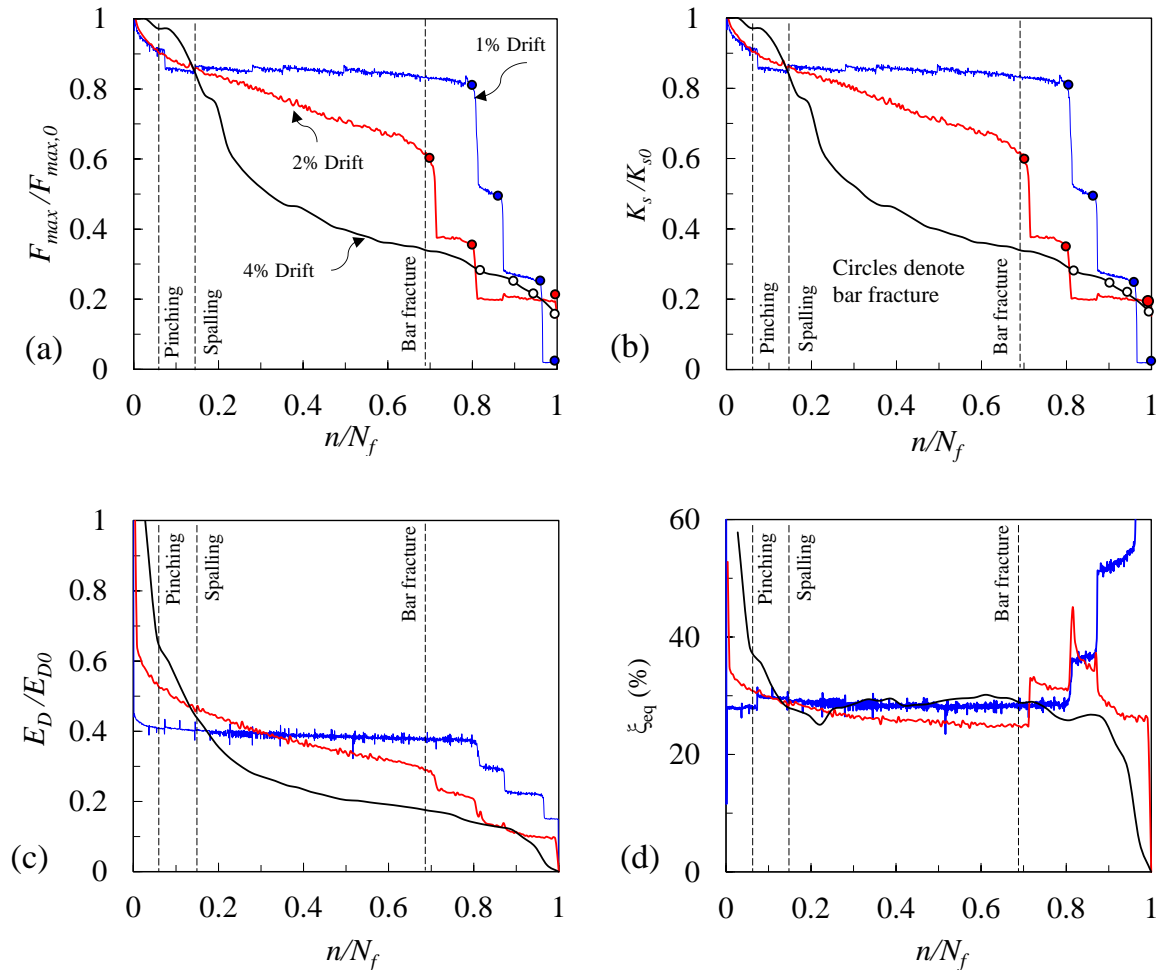 1
0.8
0.6
0.4
0.2
0
F_max /F_max,0
1% Drift
2% Drift
4% Drift
Pinching
Spalling
Bar fracture
(a)
0 0.2 0.4 0.6 0.8 1
n/N_f
1
0.8
0.6
0.4
0.2
0
K_s /K_s0
Circles denote
bar fracture
Pinching
Spalling
Bar fracture
(b)
0 0.2 0.4 0.6 0.8 1
n/N_f
1
0.8
0.6
0.4
0.2
0
E_D /E_D0
Pinching
Spalling
Bar fracture
(c)
0 0.2 0.4 0.6 0.8 1
n/N_f
60
40
20
0
ξ_eq (%)
Pinching
Spalling
Bar fracture
(d)
0 0.2 0.4 0.6 0.8 1
n/N_f